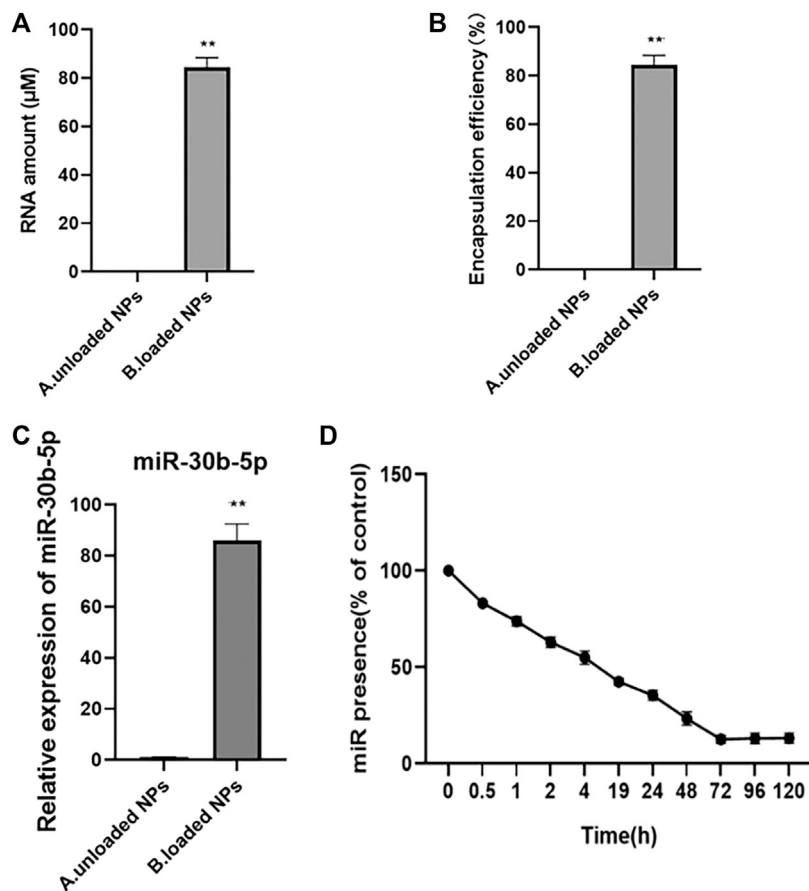 A
RNA amount (μM)
100
80
60
40
20
0
★★
A.unloaded NPs
B.loaded NPs
B
Encapsulation efficiency(%)
100
80
60
40
20
0
★★
A.unloaded NPs
B.loaded NPs
C
miR-30b-5p
Relative expression of miR-30b-5p
100
80
60
40
20
0
★★
A.unloaded NPs
B.loaded NPs
D
miR presence(% of control)
150
100
50
0
0 0.5 1 2 4 19 24 48 72 96 120
Time(h)